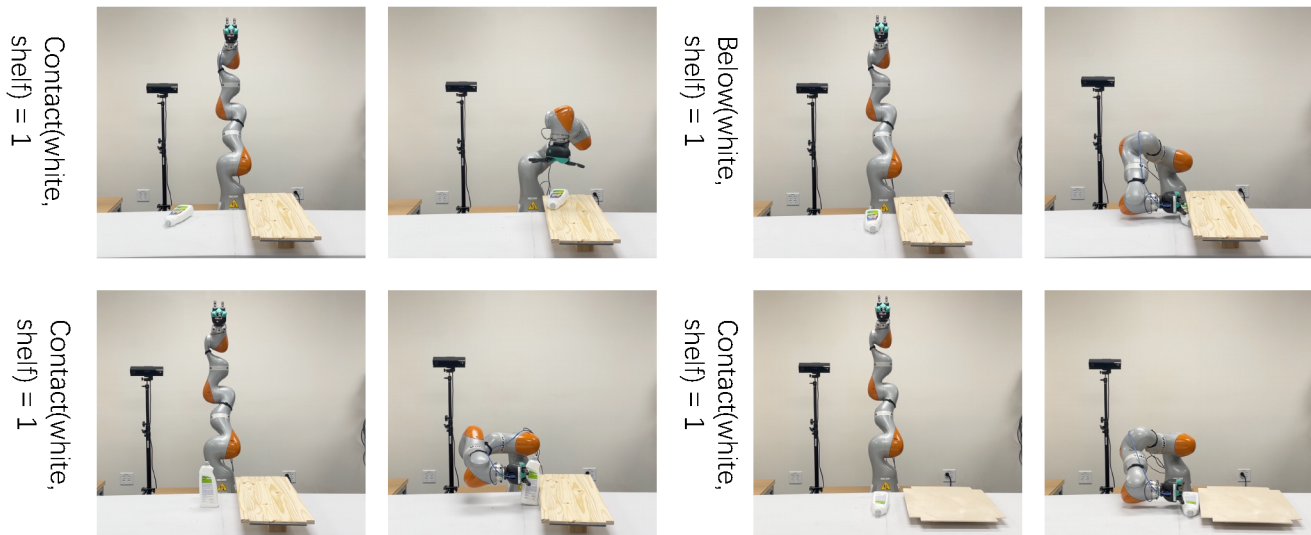 Contact(white,
shelf) = 1
Below(white,
shelf) = 1
Contact(white,
shelf) = 1
Contact(white,
shelf) = 1